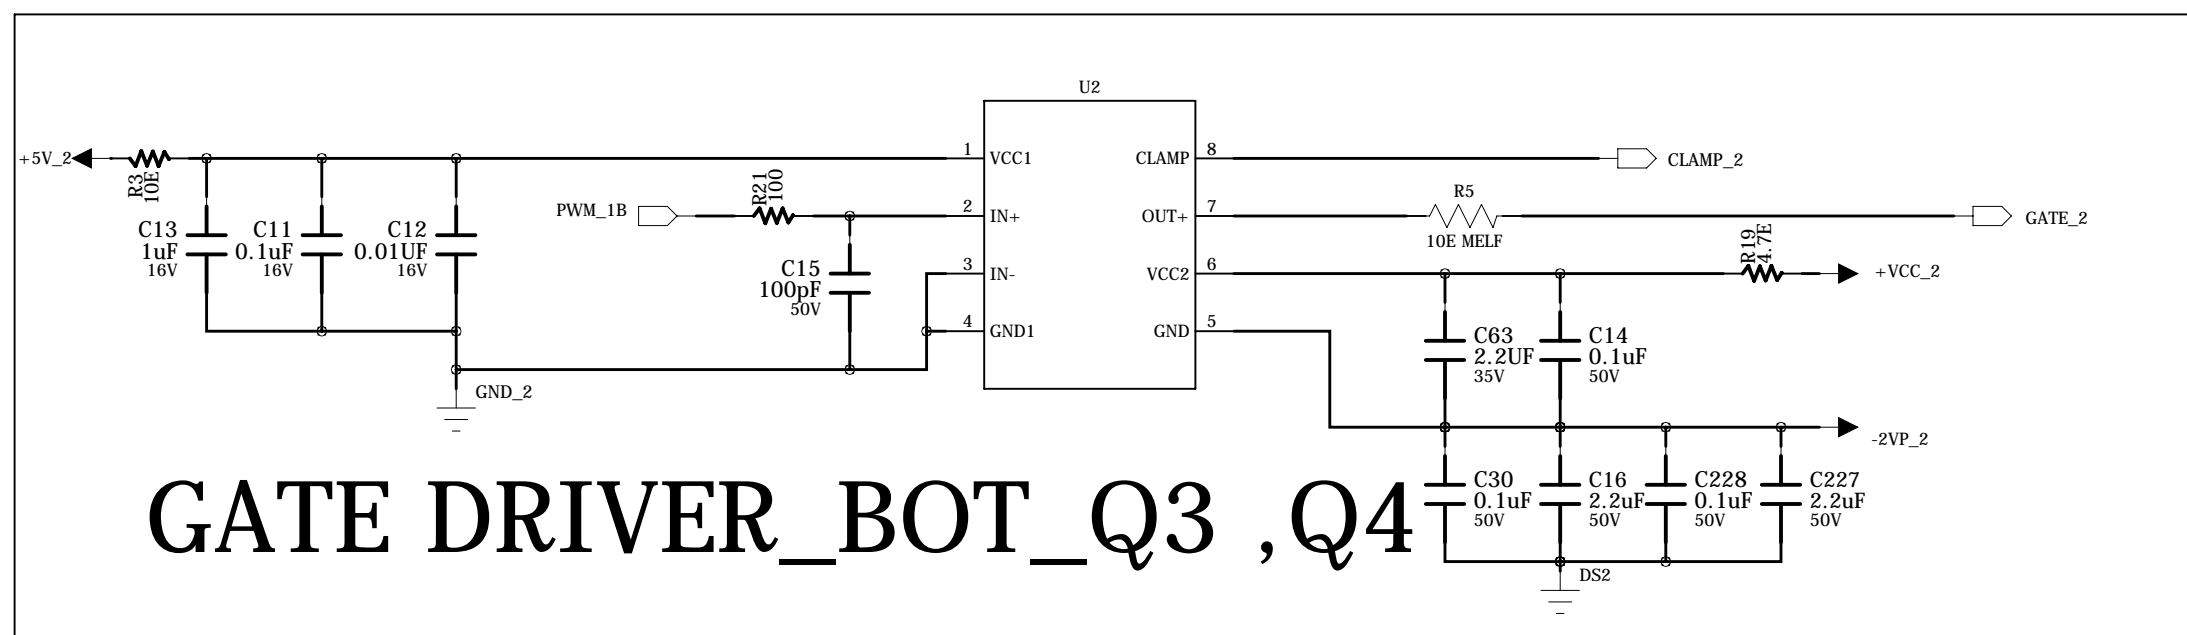 U2
+5V_2
R3
10E
C13
1uF
16V
C11
0.1uF
16V
C12
0.01UF
16V
GND_2
PWM_1B
R21
100
C15
100pF
50V
1
VCC1
2
IN+
3
IN-
4
GND1
CLAMP
8
OUT+
7
VCC2
6
GND
5
CLAMP_2
R5
10E MELF
GATE_2
R19
4.7E
+VCC_2
C63
2.2UF
35V
C14
0.1uF
50V
-2VP_2
C30
0.1uF
50V
C16
2.2uF
50V
C228
0.1uF
50V
C227
2.2uF
50V
DS2
GATE DRIVER_BOT_Q3 ,Q4